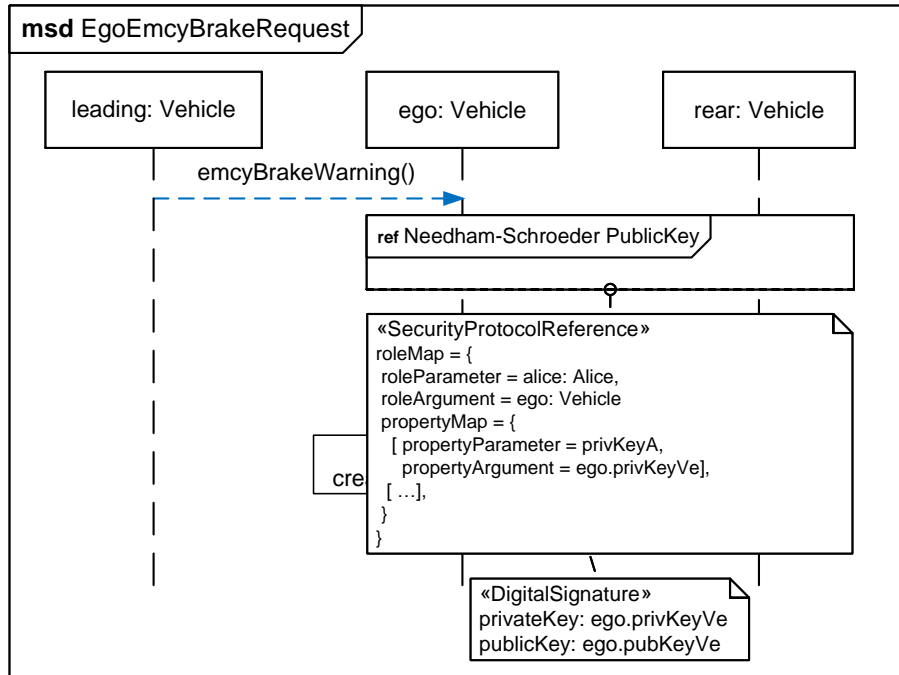 msd EgoEmcyBrakeRequest
leading: Vehicle
ego: Vehicle
rear: Vehicle
emcyBrakeWarning()
ref Needham-Schroeder PublicKey
«SecurityProtocolReference»
roleMap = {
roleParameter = alice: Alice,
roleArgument = ego: Vehicle
propertyMap = {
[ propertyParameter = privKeyA,
propertyArgument = ego.privKeyVe],
[ …],
}
}
«DigitalSignature»
privateKey: ego.privKeyVe
publicKey: ego.pubKeyVe